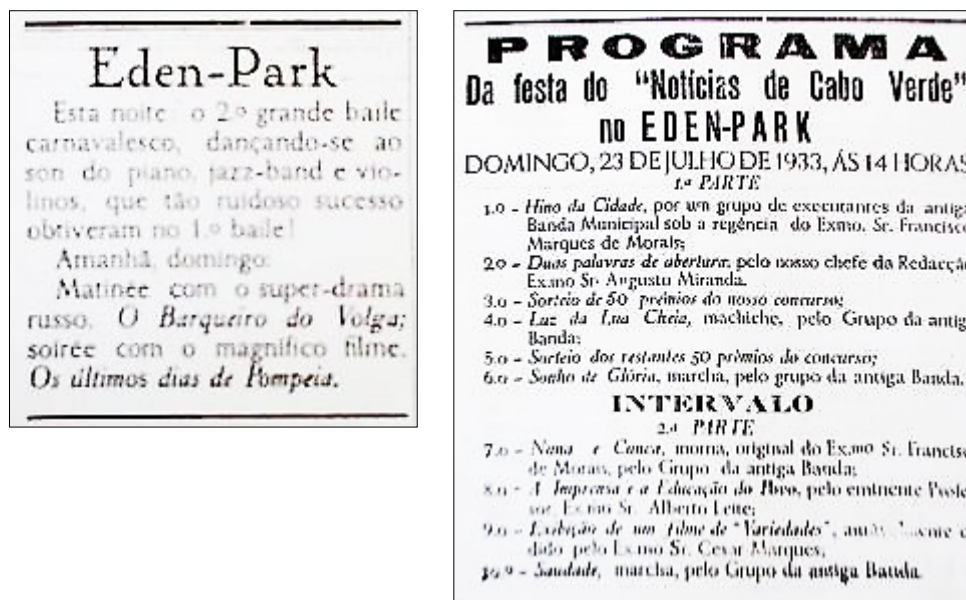 Eden-Park
Esta noite o 2.º grande baile
carnavalesco, dançando-se ao
son do piano, jazz-band e vio-
linos, que tão ruidoso sucesso
obtiveram no 1.º baile!
Amanhã, domingo:
Matinée com o super-drama
russo, O Barqueiro do Volga;
soirée com o magnífico filme,
Os últimos dias de Pompeia.
PROGRAMA
Da festa do "Notícias de Cabo Verde"
no EDEN-PARK
DOMINGO, 23 DE JULHO DE 1933, ÁS 14 HORAS
1.ª PARTE
1.o - Hino da Cidade, por um grupo de executantes da antiga
Banda Municipal sob a regência do Exmo. Sr. Francisco
Marques de Morais;
2o - Duas palavras de abertura, pelo nosso chefe da Redacçã
Ex.mo Sr. Augusto Miranda.
3.o - Sorteio de 50 prémios do nosso concurso;
4.o - Luz da Lua Cheia, machiche, pelo Grupo da antig
Banda;
5.o - Sorteio dos restantes 50 prémios do concurso;
6.o - Sonho de Glória, marcha, pelo grupo da antiga Banda.
INTERVALO
2.ª PARTE
7.o - e morna, original do Ex.mo Sr. Francisc
de Morais, pelo Grupo da antiga Banda;
8.o - A Imprensa e a Educação do Povo, pelo eminente
Ex.mo Sr. Alberto Leite;
9.o - Exibição de um filme de "Variedades",
dido pelo Ex.mo Sr. Cesar Marques,
10.o - Saudade, marcha, pelo Grupo da antiga Banda.